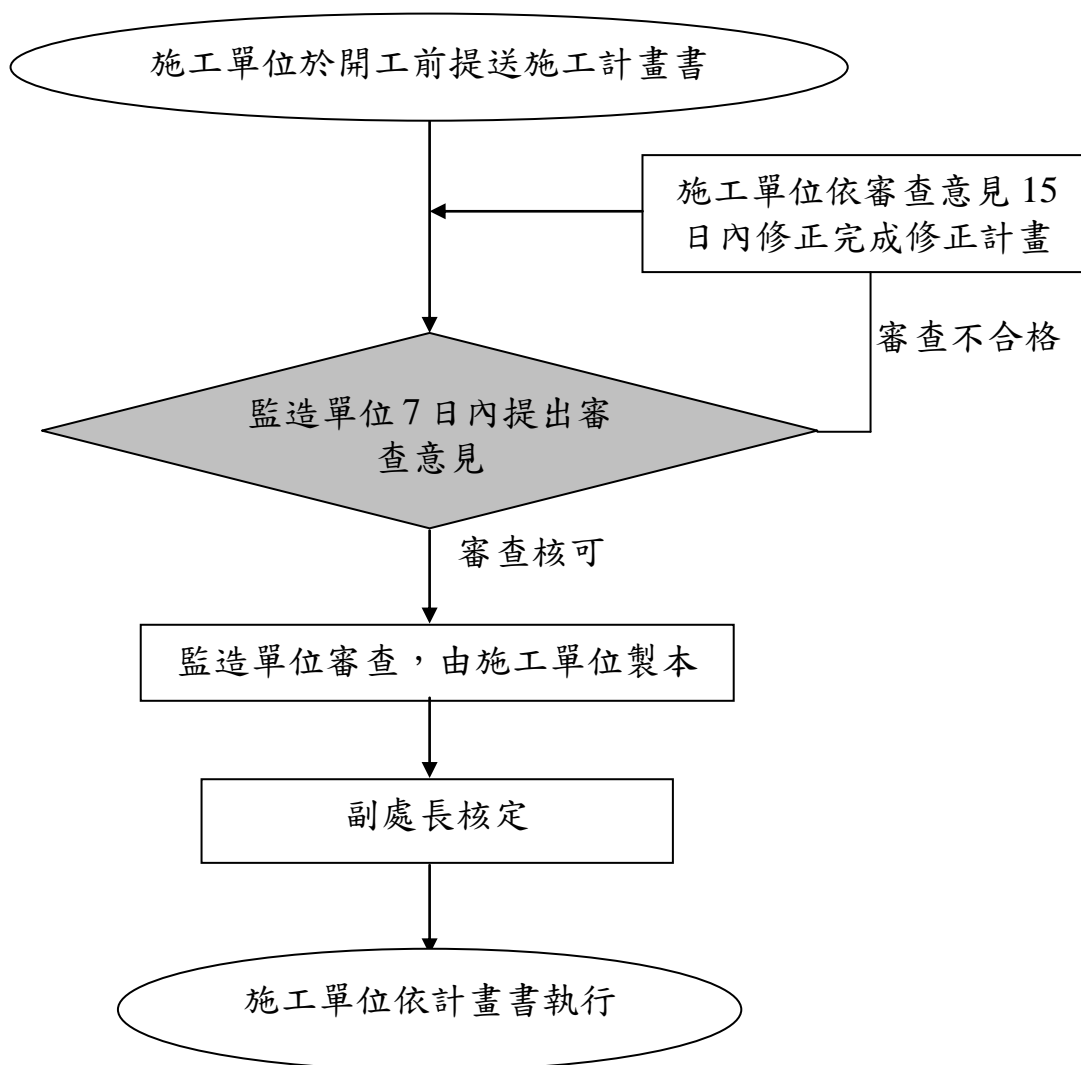 施工單位於開工前提送施工計畫書
施工單位依審查意見 15
日內修正完成修正計畫
審查不合格
監造單位 7 日內提出審
查意見
審查核可
監造單位審查，由施工單位製本
副處長核定
施工單位依計畫書執行